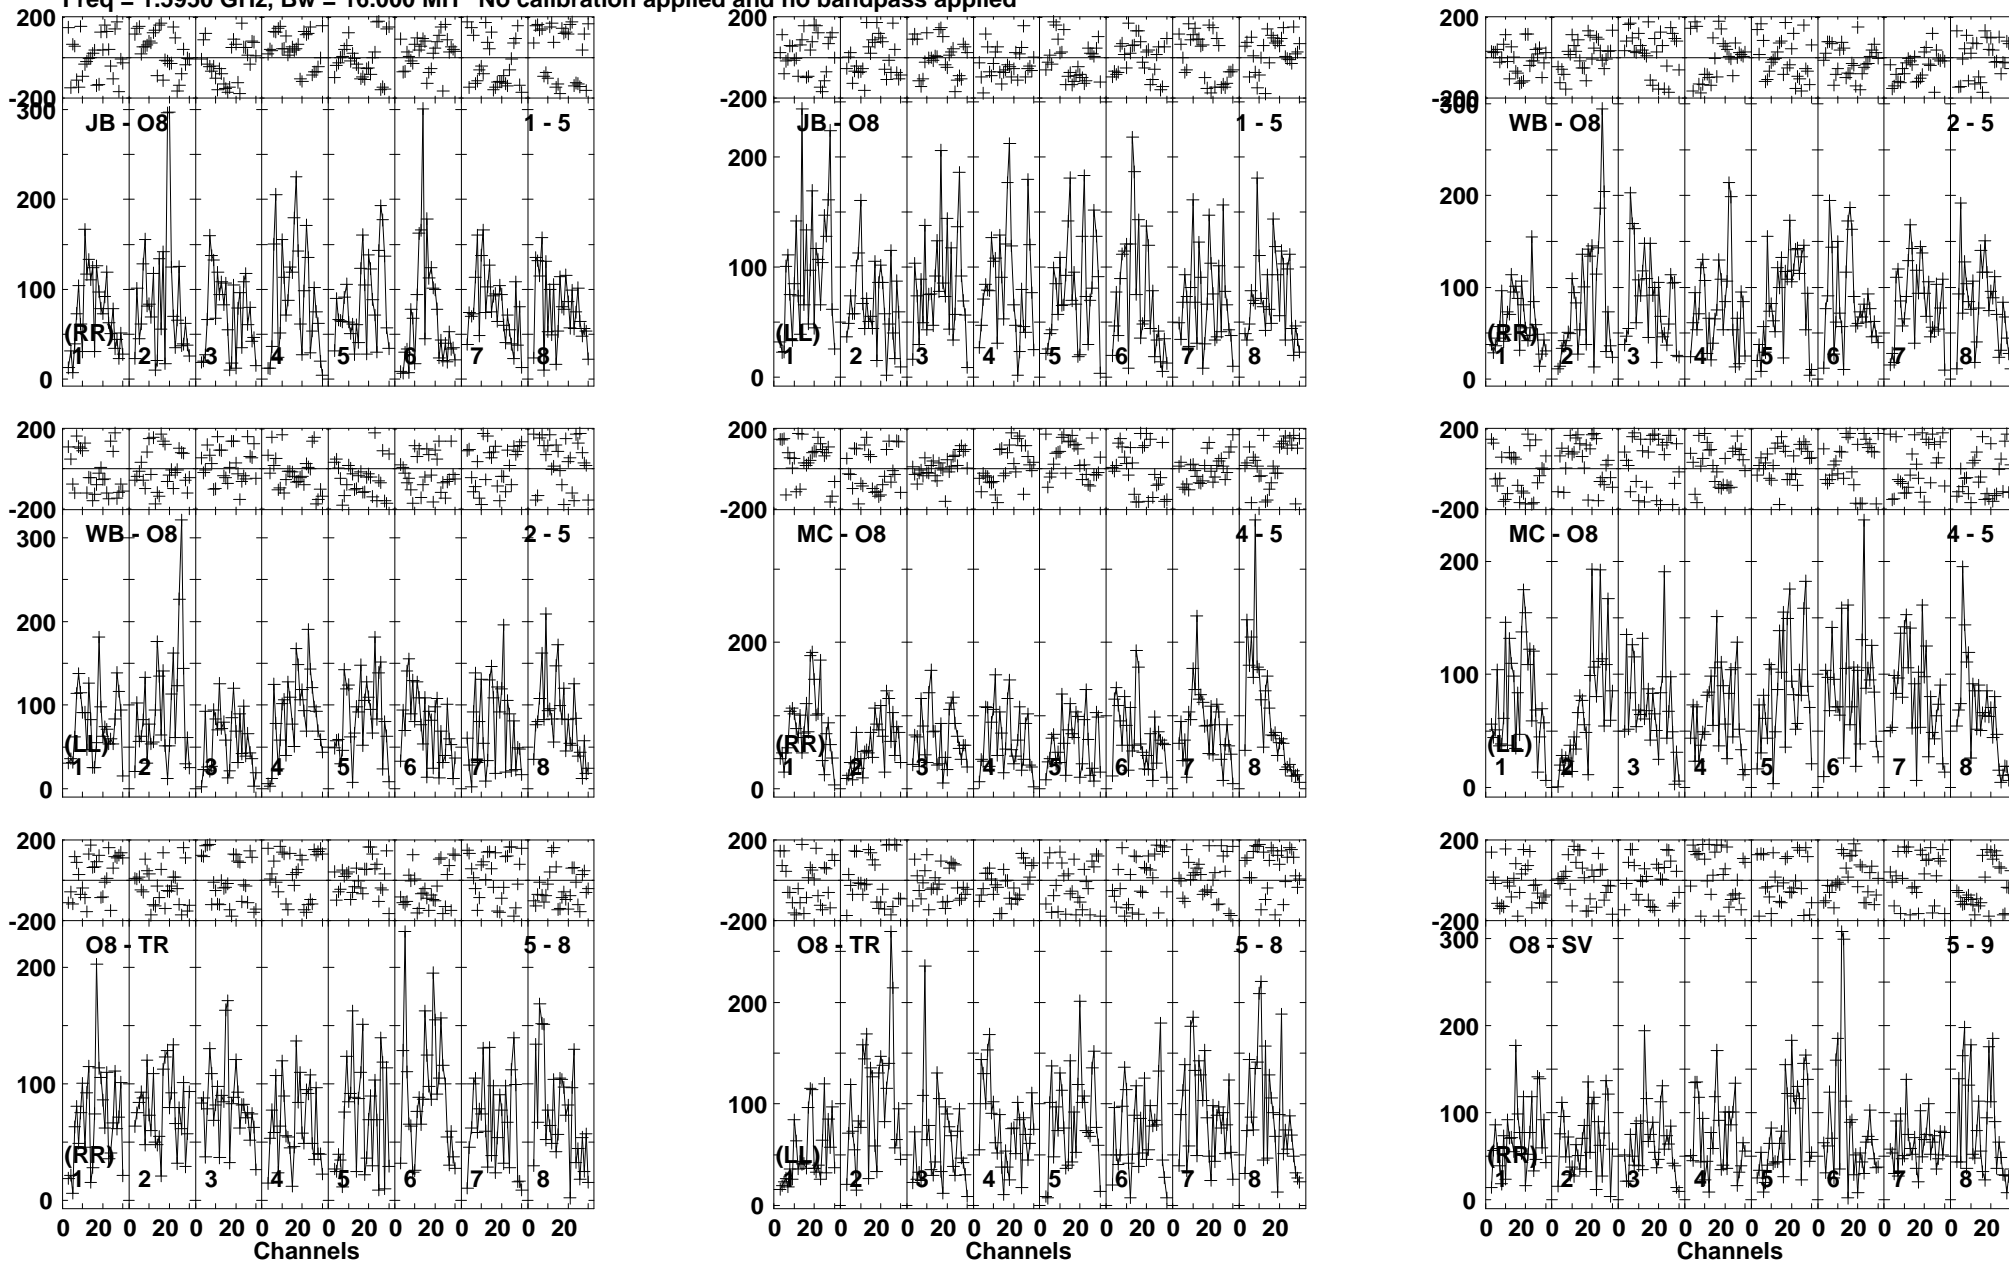 Freq = 1.5950 GHz, Bw = 16.000 MH No calibration applied and no bandpass applied
200 200 200
-200 -200 -200
300 JB - O8 1 - 5 JB - O8 1 - 5 300 WB - O8 2 - 5
200 200 200
100 100 100
(RR) (LL) (RR)
1 2 3 4 5 6 7 8 1 2 3 4 5 6 7 8 1 2 3 4 5 6 7 8
0 0 0
200 200 200
-200 -200 -200
300 WB - O8 2 - 5 MC - O8 4 - 5 MC - O8 4 - 5
200 200 200
100 100
(LL) (RR) (LL)
1 2 3 4 5 6 7 8 1 2 3 4 5 6 7 8 1 2 3 4 5 6 7 8
0 0 0
200 200 200
-200 -200 -200
O8 - TR 5 - 8 O8 - TR 5 - 8 300 O8 - SV 5 - 9
200 200 200
100 100 100
(RR) (LL) (RR)
1 2 3 4 5 6 7 8 1 2 3 4 5 6 7 8 1 2 3 4 5 6 7 8
0 0 0
0 20 0 20 0 20 0 20 0 20 0 20 0 20 0 20 0 20 0 20 0 20 0 20 0 20 0 20 0 20 0 20 0 20 0 20 0 20 0 20 0 20 0 20 0 20 0 20
Channels Channels Channels